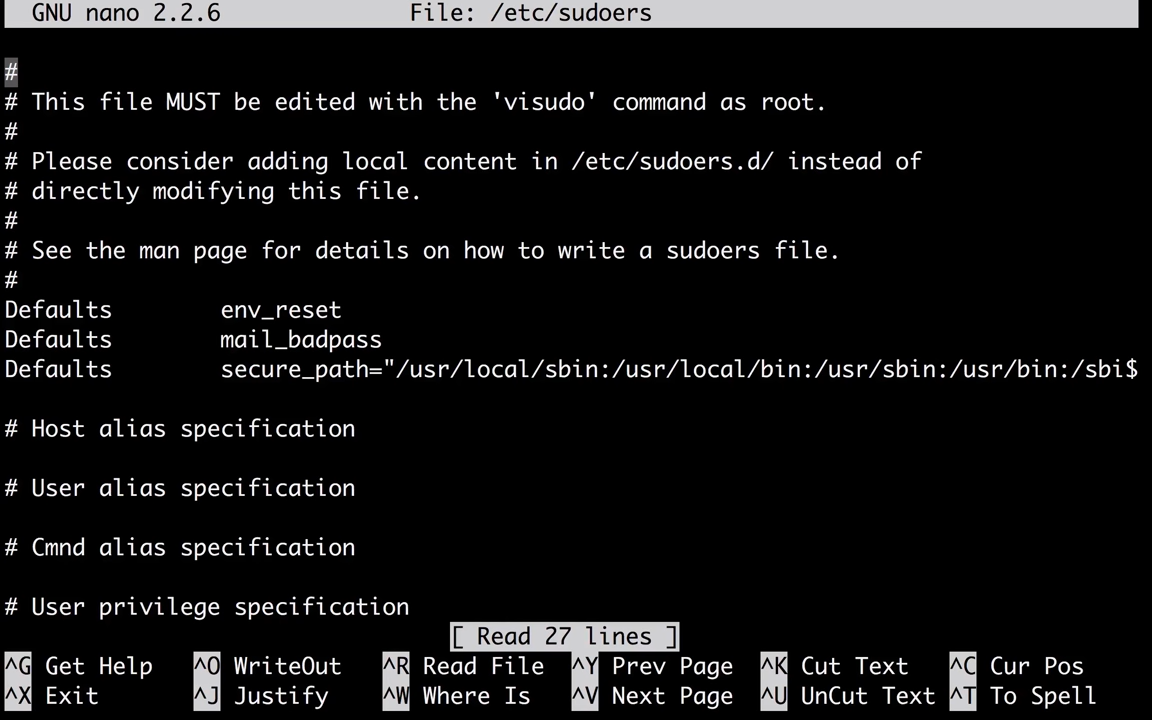 GNU nano 2.2.6 File: /etc/sudoers
#
# This file MUST be edited with the 'visudo' command as root.
#
# Please consider adding local content in /etc/sudoers.d/ instead of
# directly modifying this file.
#
# See the man page for details on how to write a sudoers file.
#
Defaults env_reset
Defaults mail_badpass
Defaults secure_path="/usr/local/sbin:/usr/local/bin:/usr/sbin:/usr/bin:/sbi$
# Host alias specification
# User alias specification
# Cmnd alias specification
# User privilege specification
[ Read 27 lines ]
^G Get Help ^O WriteOut ^R Read File ^Y Prev Page ^K Cut Text ^C Cur Pos
^X Exit ^J Justify ^W Where Is ^V Next Page ^U UnCut Text ^T To Spell